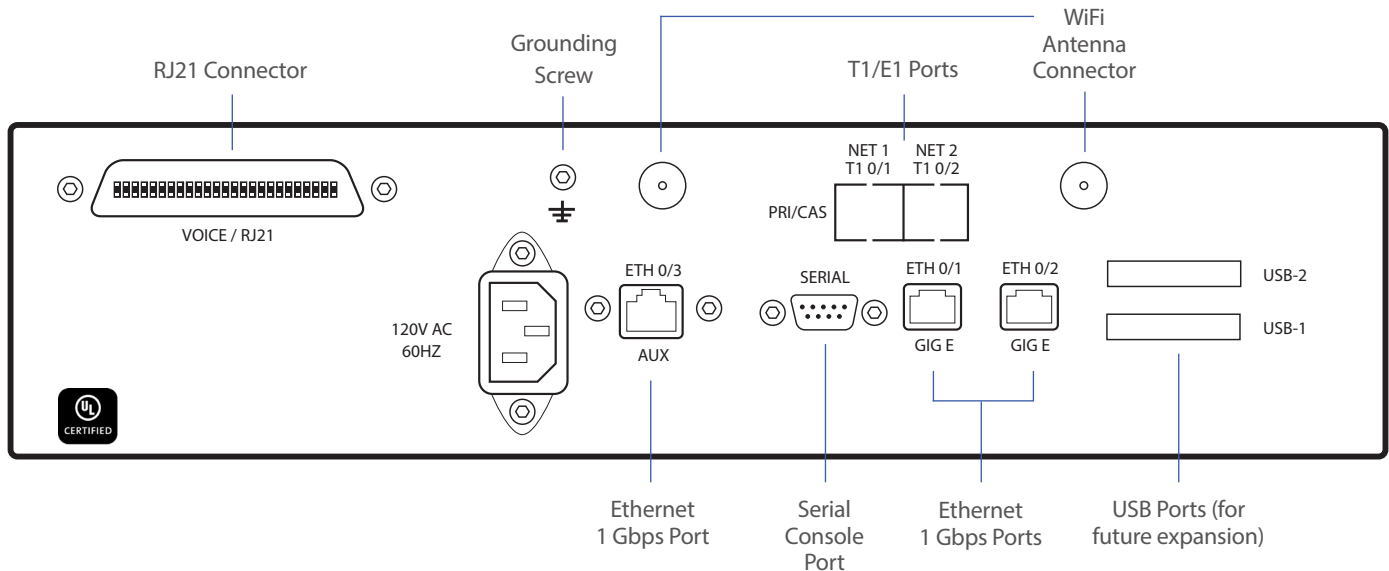 WiFi
Antenna
Connector
Grounding
Screw
RJ21 Connector
T1/E1 Ports
NET 1
T1 0/1
NET 2
T1 0/2
PRI/CAS
VOICE / RJ21
ETH 0/3
SERIAL
ETH 0/1
ETH 0/2
USB-2
USB-1
120V AC
60HZ
AUX
GIG E
GIG E
UL
CERTIFIED
Ethernet
1 Gbps Port
Serial
Console
Port
Ethernet
1 Gbps Ports
USB Ports (for
future expansion)